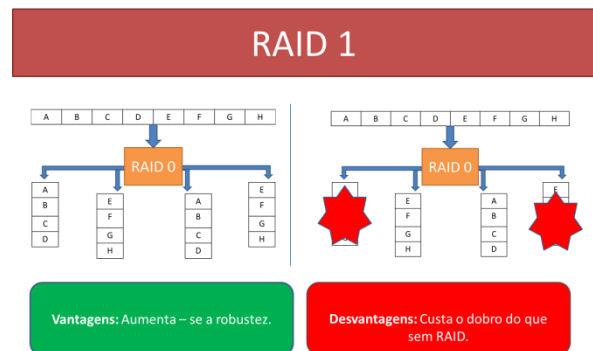 RAID 1
A B C D E F G H
RAID 0
A
B
C
D
E
F
G
H
A
B
C
D
E
F
G
H
A B C D E F G H
RAID 0
E
F
G
H
A
B
C
D
E
Vantagens: Aumenta – se a robustez.
Desvantagens: Custa o dobro do que
sem RAID.